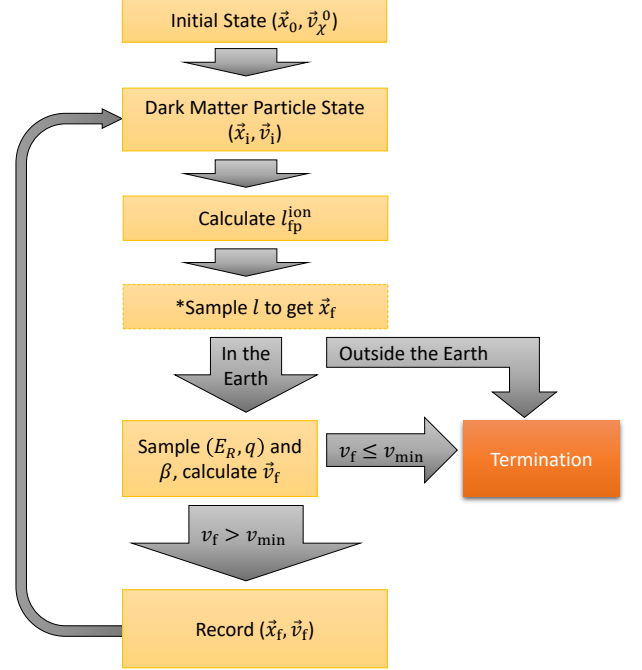 Initial State (x⃗₀, v⃗ᵪ⁰)
Dark Matter Particle State
(x⃗ᵢ, v⃗ᵢ)
Calculate l_fp^ion
*Sample l to get x⃗_f
In the
Earth
Outside the Earth
Sample (E_R, q) and
β, calculate v⃗_f
v_f ≤ v_min
Termination
v_f > v_min
Record (x⃗_f, v⃗_f)